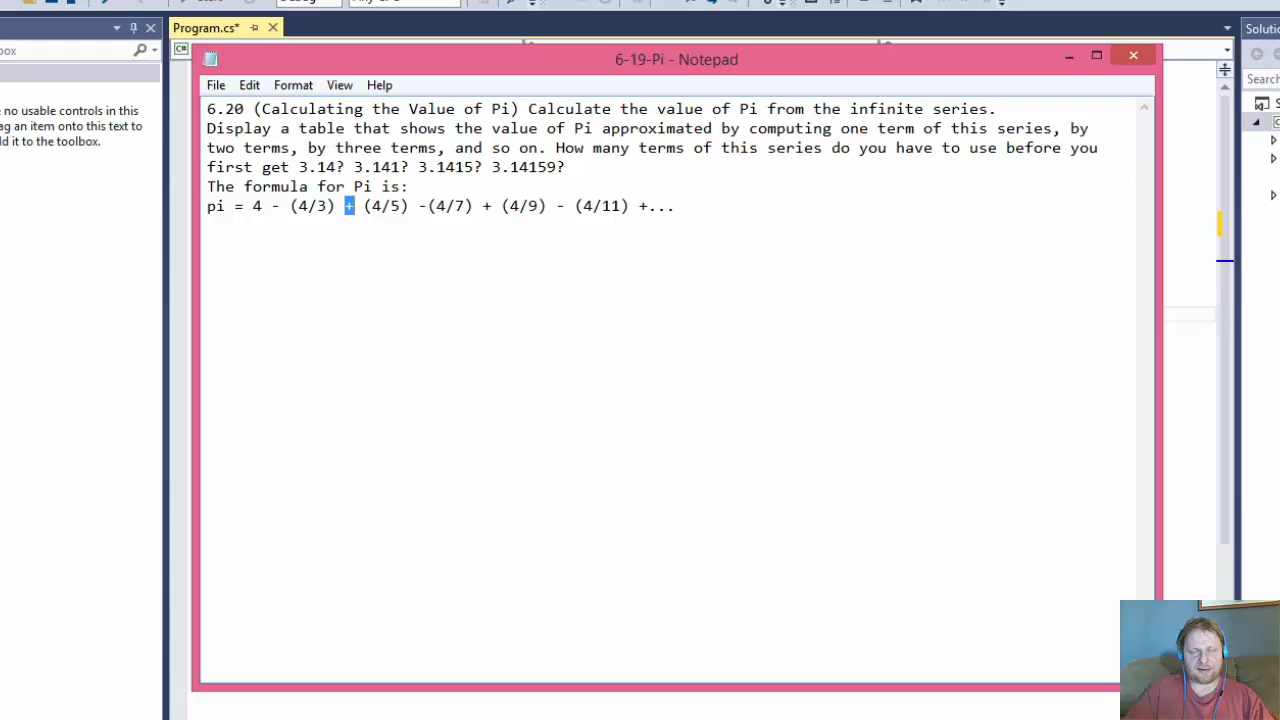 Program.cs*
Solutio
ox
Search
C#
6-19-Pi - Notepad
File Edit Format View Help
e no usable controls in this
ag an item onto this text to
d it to the toolbox.
6.20 (Calculating the Value of Pi) Calculate the value of Pi from the infinite series.
Display a table that shows the value of Pi approximated by computing one term of this series, by
two terms, by three terms, and so on. How many terms of this series do you have to use before you
first get 3.14? 3.141? 3.1415? 3.14159?
The formula for Pi is:
pi = 4 - (4/3) + (4/5) -(4/7) + (4/9) - (4/11) +...